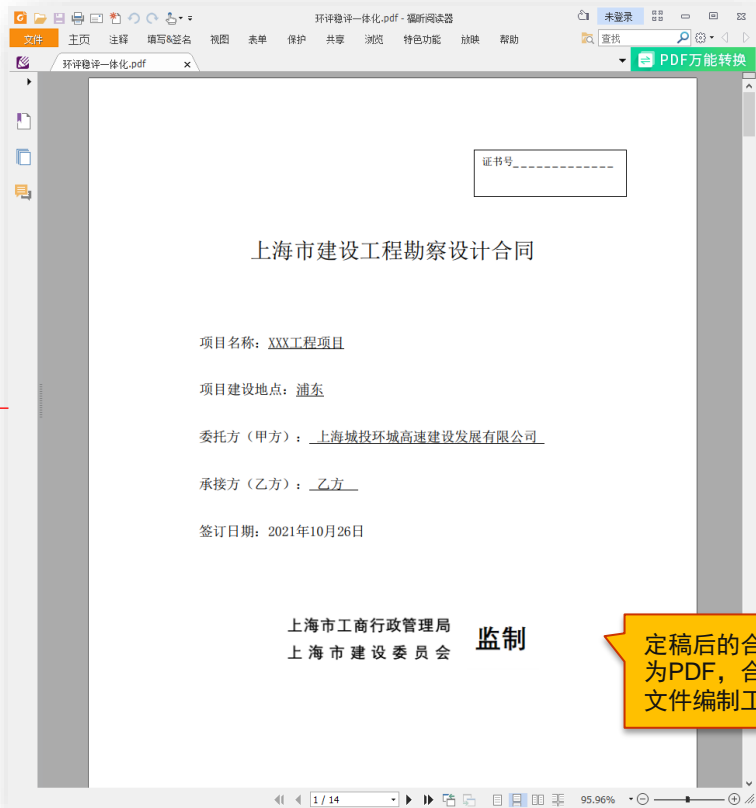 环评稳评一体化.pdf - 福昕阅读器
未登录
文件 主页 注释 填写&签名 视图 表单 保护 共享 浏览 特色功能 放映 帮助
查找
环评稳评一体化.pdf
PDF万能转换
证书号_____________
上海市建设工程勘察设计合同
项目名称：XXX工程项目
项目建设地点：浦东
委托方（甲方）：上海城投环城高速建设发展有限公司
承接方（乙方）：乙方
签订日期：2021年10月26日
上海市工商行政管理局
上海市建设委员会
监制
定稿后的合
为PDF，合
文件编制工
1 / 14
95.96%